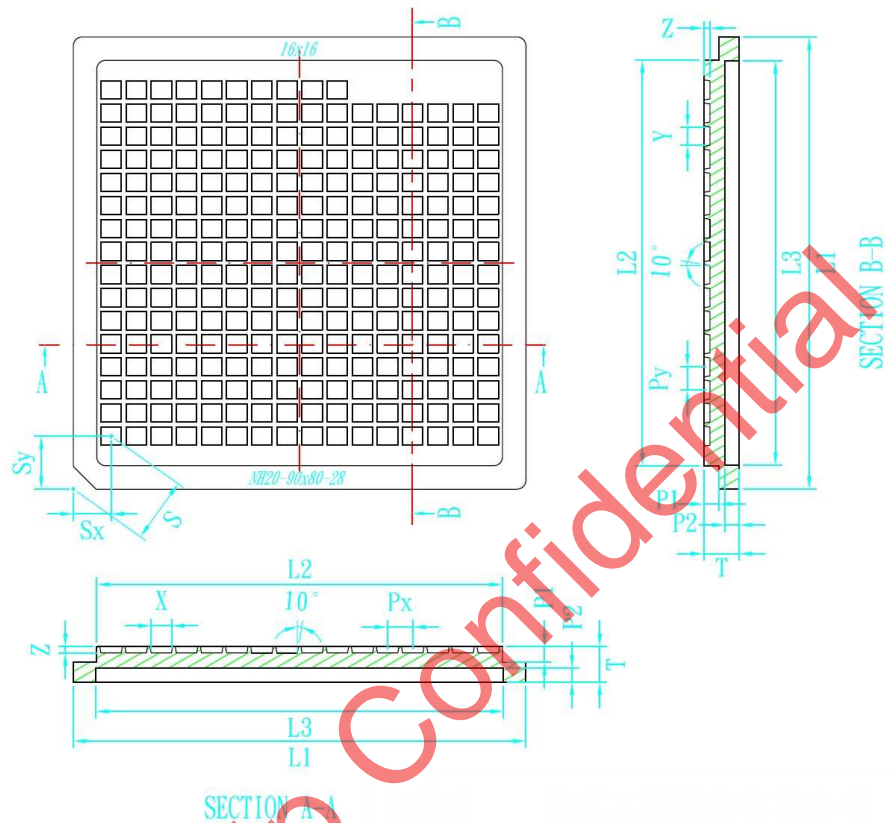 B
16x16
A
A
Sy
Sx
S
NH20-90x80-28
B
Z
Y
L2
10°
Py
L3
L1
P1
P2
T
SECTION B-B
L2
X
10°
Px
P1
P2
Z
T
L3
L1
SECTION A-A
Confidential